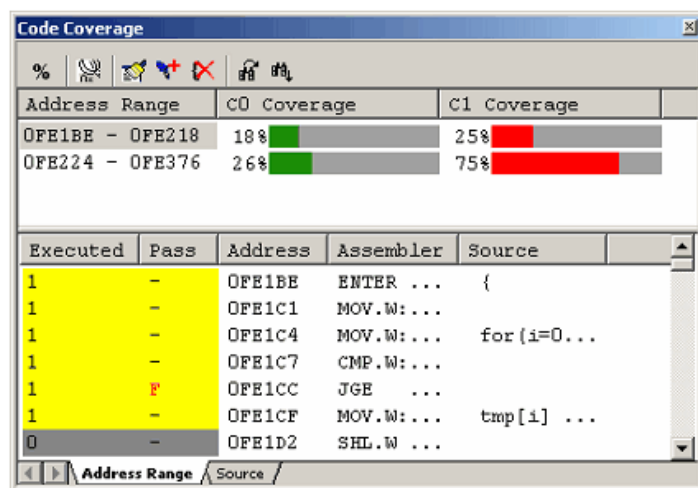 Code Coverage
%
Address Range C0 Coverage C1 Coverage
0FE1BE - 0FE218 18% 25%
0FE224 - 0FE376 26% 75%
Executed Pass Address Assembler Source
1 - 0FE1BE ENTER ... {
1 - 0FE1C1 MOV.W:...
1 - 0FE1C4 MOV.W:... for(i=0...
1 - 0FE1C7 CMP.W:...
1 F 0FE1CC JGE ...
1 - 0FE1CF MOV.W:... tmp[i] ...
0 - 0FE1D2 SHL.W ...
Address Range Source